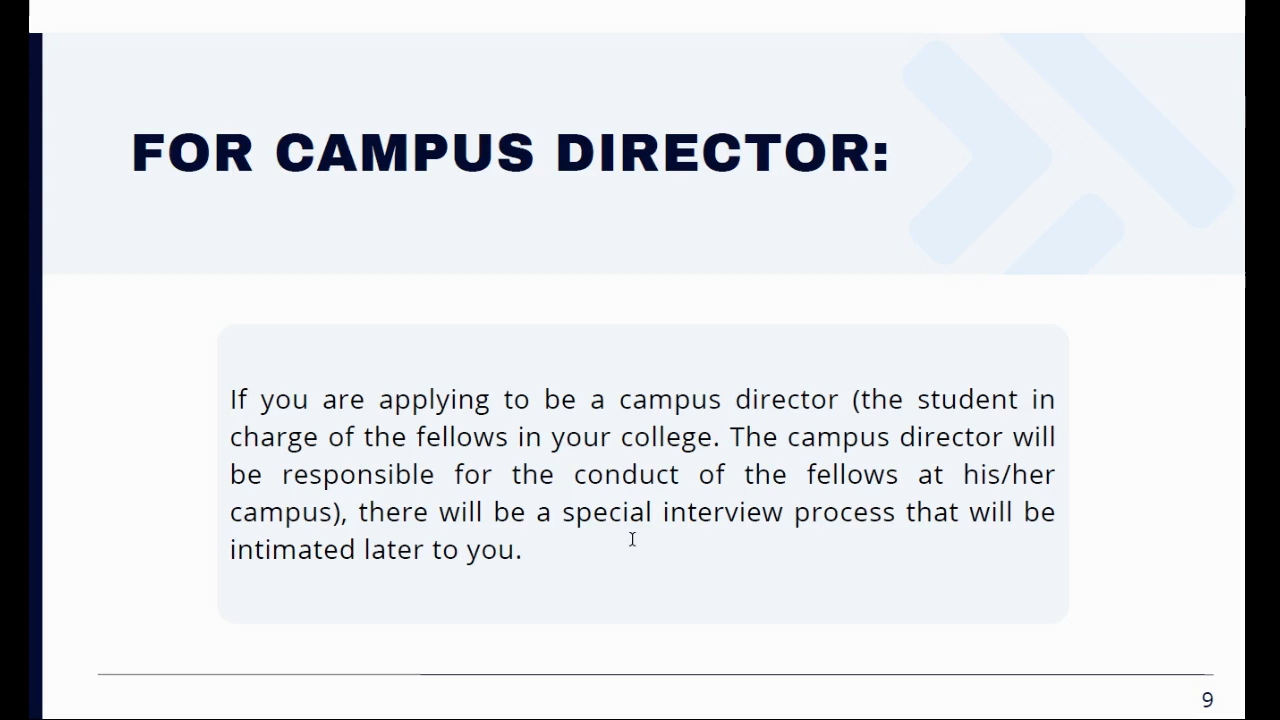 FOR CAMPUS DIRECTOR:
If you are applying to be a campus director (the student in
charge of the fellows in your college. The campus director will
be responsible for the conduct of the fellows at his/her
campus), there will be a special interview process that will be
intimated later to you.
9